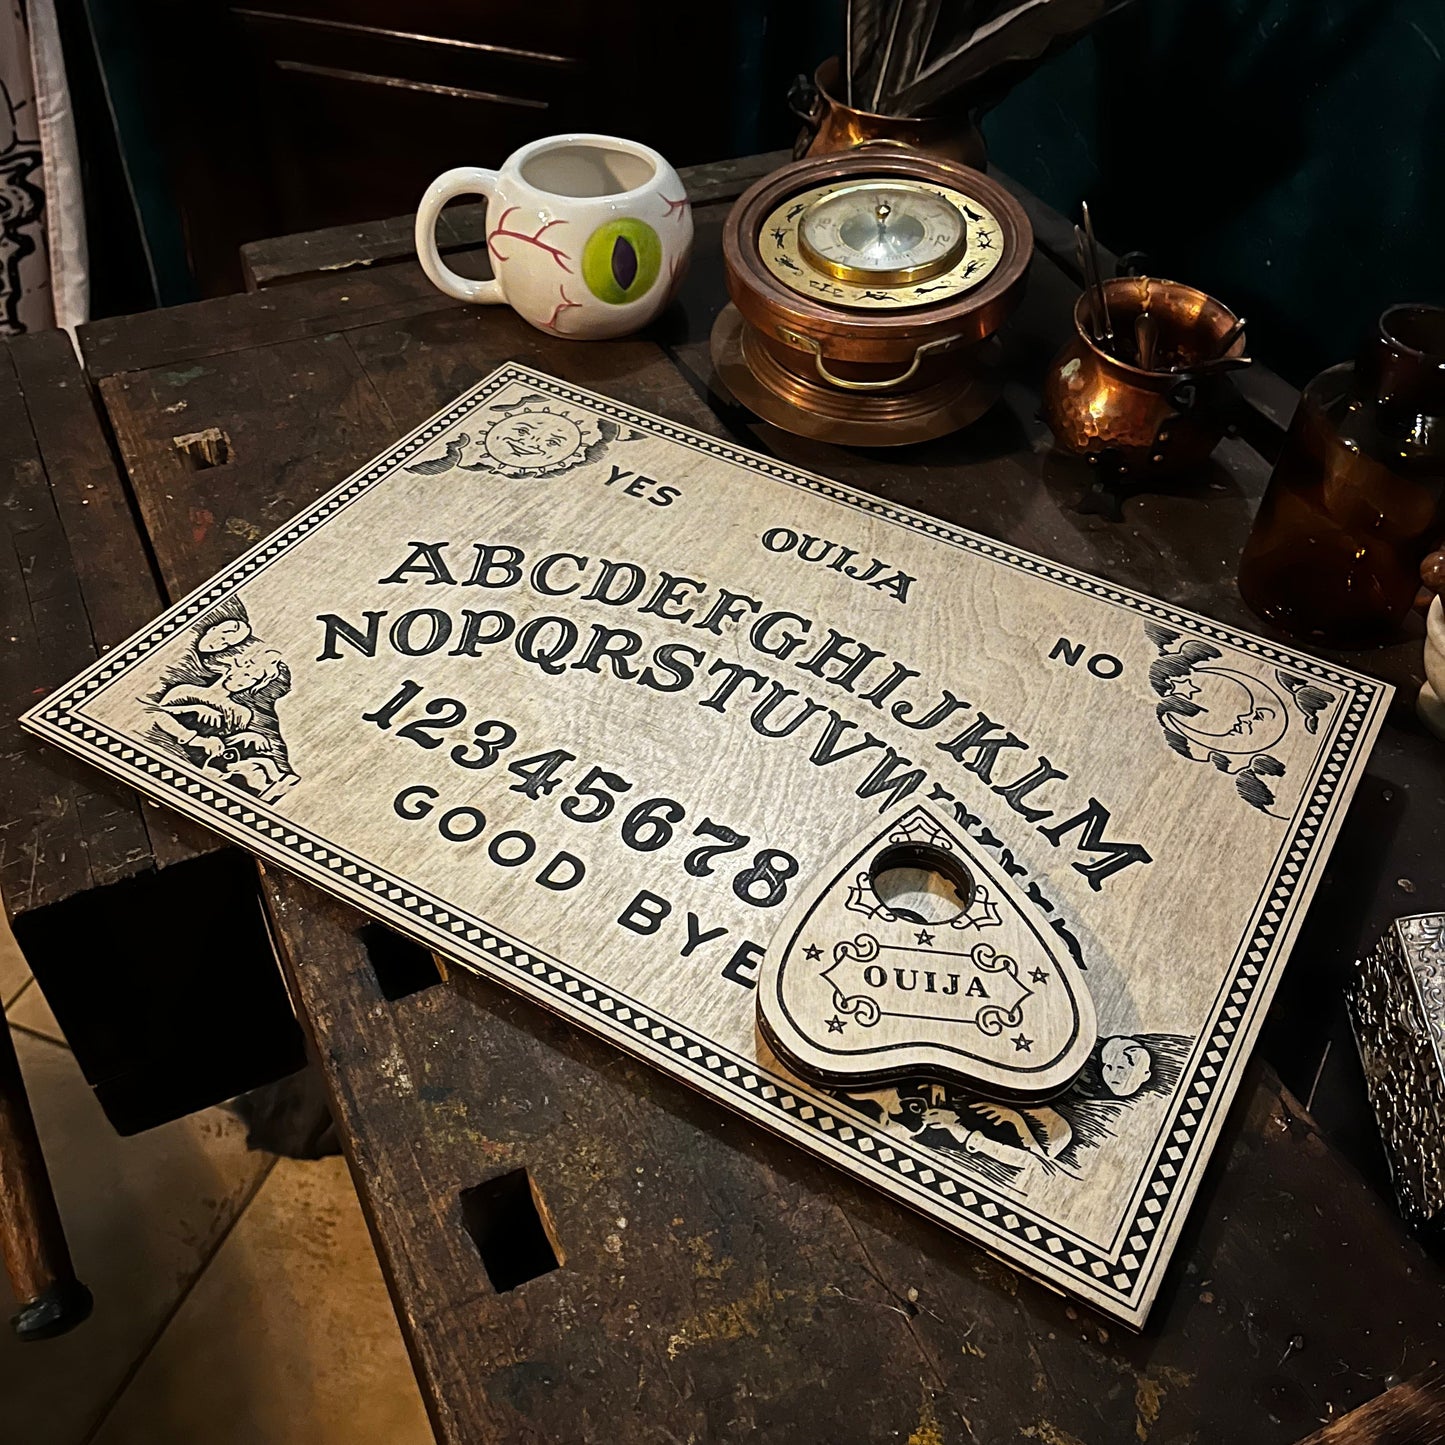 YES
OUIJA
NO
ABCDEFGHIJKLM
NOPQRSTUVW
12345678
GOOD BYE
OUIJA